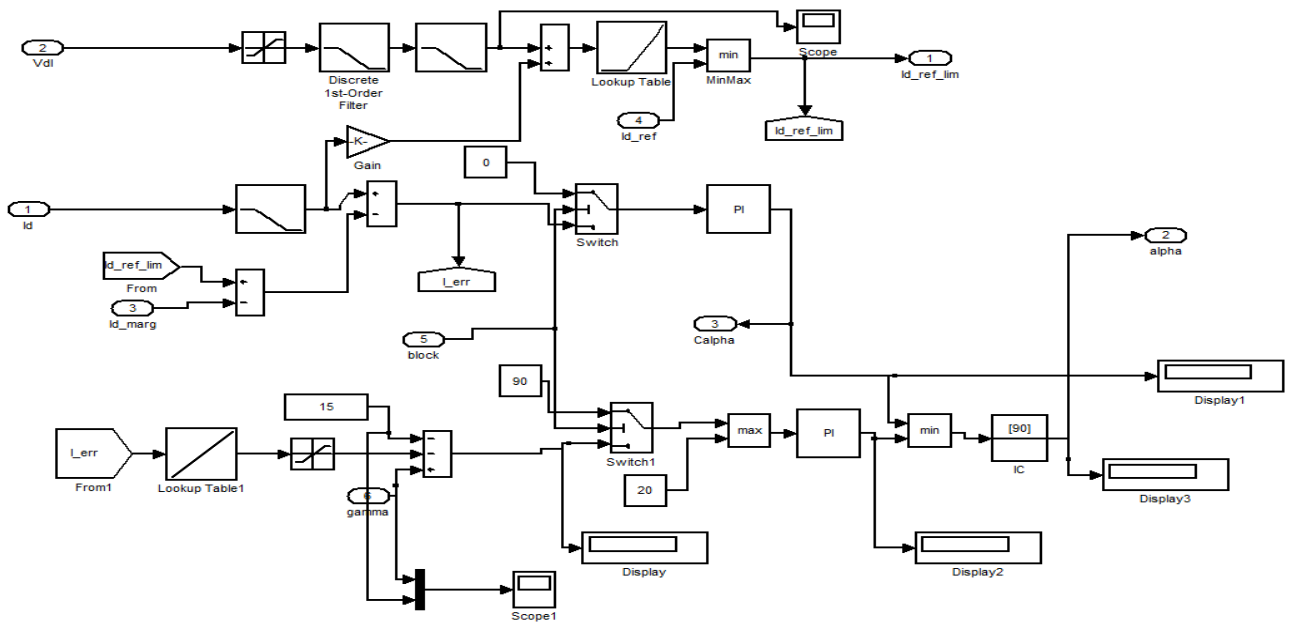 2
Vdl
Discrete
1st-Order
Filter
+
+
Lookup Table
min
MinMax
Scope
1
Id_ref_lim
4
Id_ref
Id_ref_lim
-K-
Gain
0
1
Id
+
-
Switch
PI
2
alpha
Id_ref_lim
From
+
-
3
Id_marg
I_err
5
block
3
Calpha
Display1
90
15
I_err
From1
Lookup Table1
-
-
+
Switch1
max
PI
min
[90]
IC
20
6
gamma
Display3
Display
Display2
Scope1